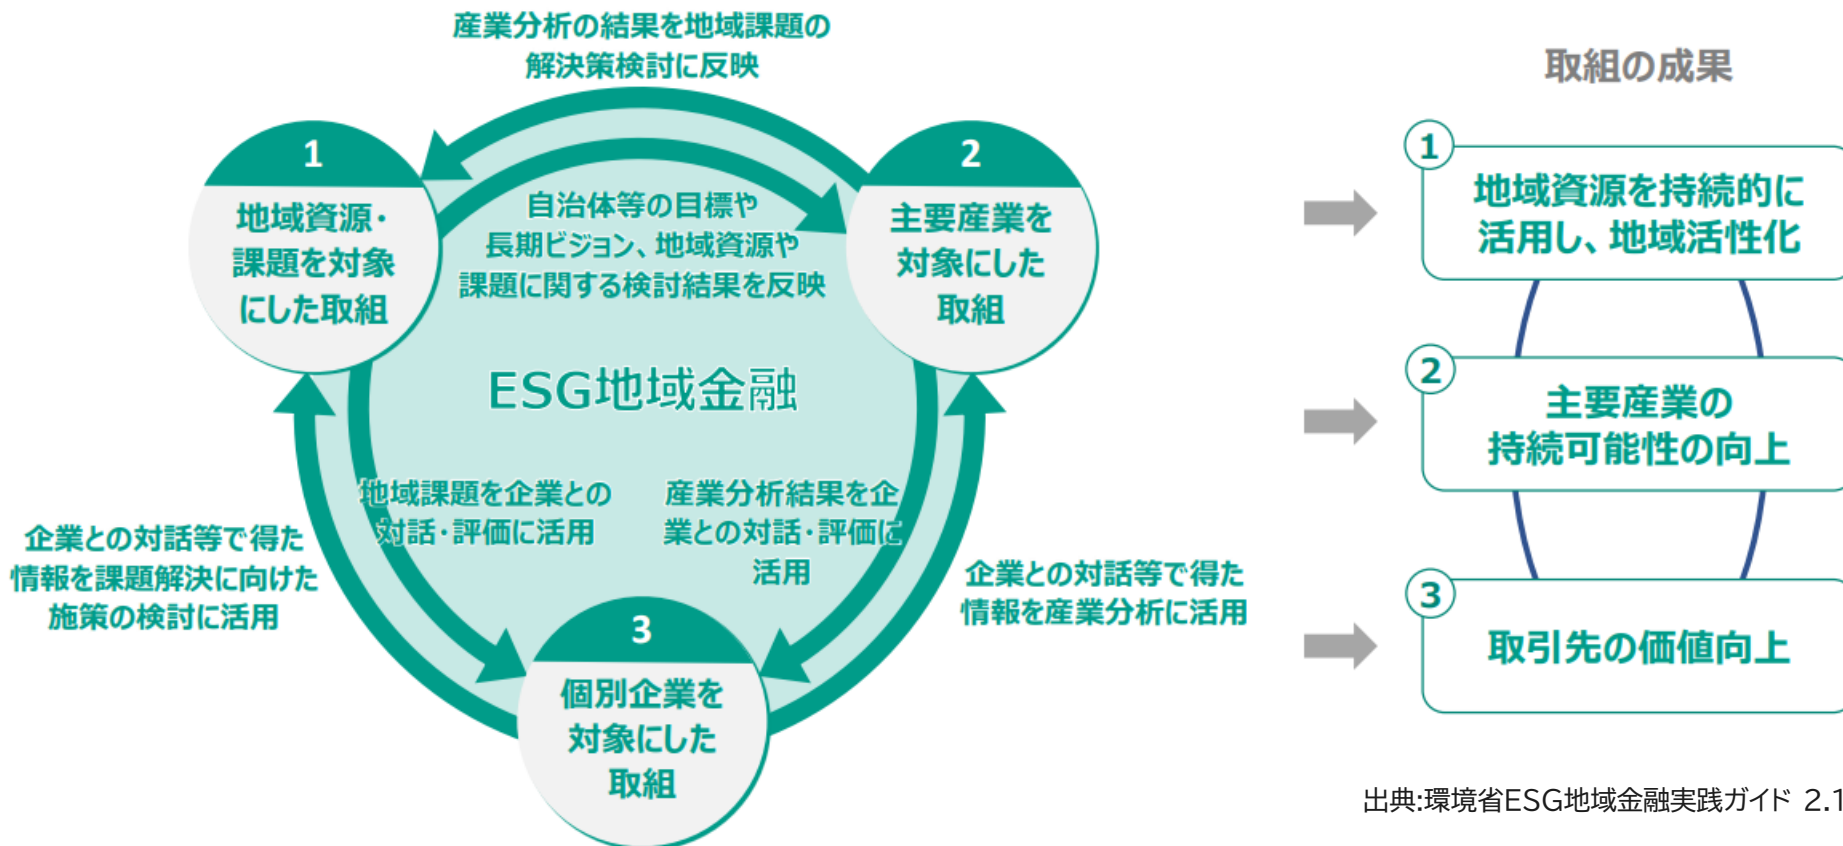 産業分析の結果を地域課題の
解決策検討に反映
1
地域資源・
課題を対象
にした取組
自治体等の目標や
長期ビジョン、地域資源や
課題に関する検討結果を反映
2
主要産業を
対象にした
取組
ESG地域金融
地域課題を企業との
対話・評価に活用
産業分析結果を企
業との対話・評価に
活用
企業との対話等で得た
情報を課題解決に向けた
施策の検討に活用
企業との対話等で得た
情報を産業分析に活用
3
個別企業を
対象にした
取組
取組の成果
1
地域資源を持続的に
活用し、地域活性化
2
主要産業の
持続可能性の向上
3
取引先の価値向上
出典:環境省ESG地域金融実践ガイド 2.1